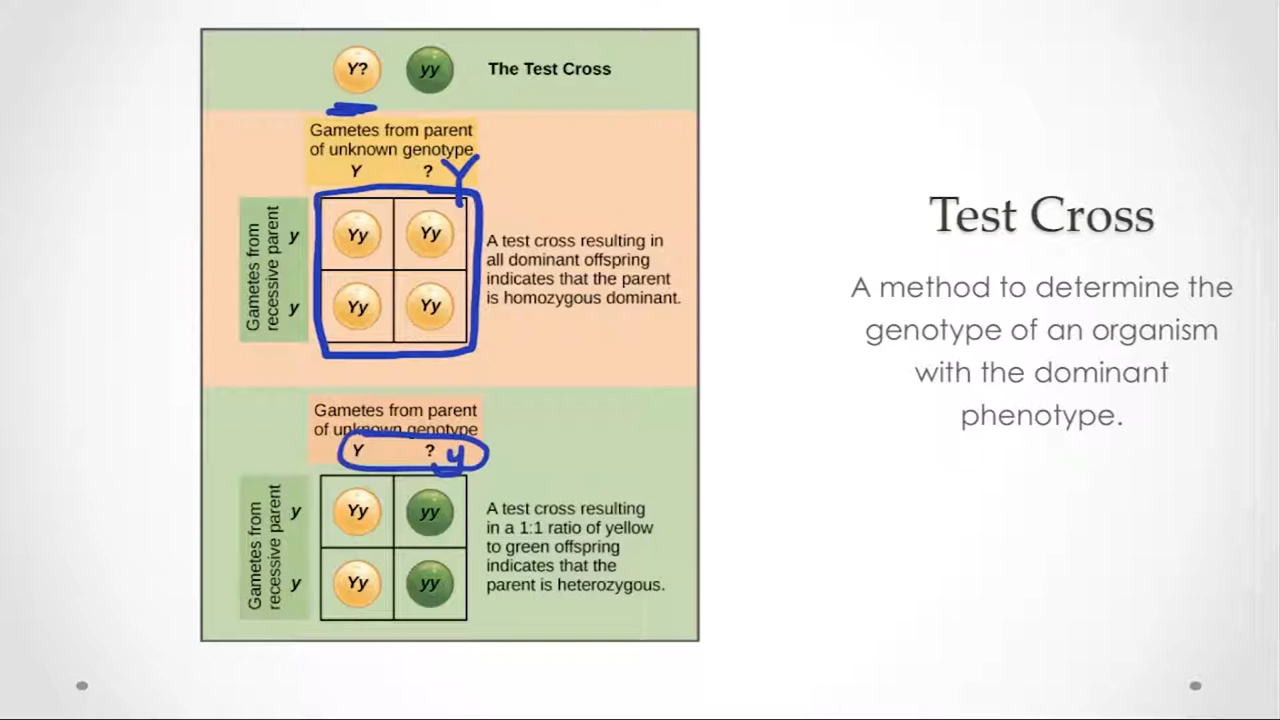 Y?
yy
The Test Cross
Gametes from parent
of unknown genotype
Y
?
Y
Gametes from
recessive parent
y
y
Yy
Yy
Yy
Yy
A test cross resulting in
all dominant offspring
indicates that the parent
is homozygous dominant.
Gametes from parent
of unknown genotype
Y
?
y
Gametes from
recessive parent
y
y
Yy
yy
Yy
yy
A test cross resulting
in a 1:1 ratio of yellow
to green offspring
indicates that the
parent is heterozygous.
Test Cross
A method to determine the
genotype of an organism
with the dominant
phenotype.